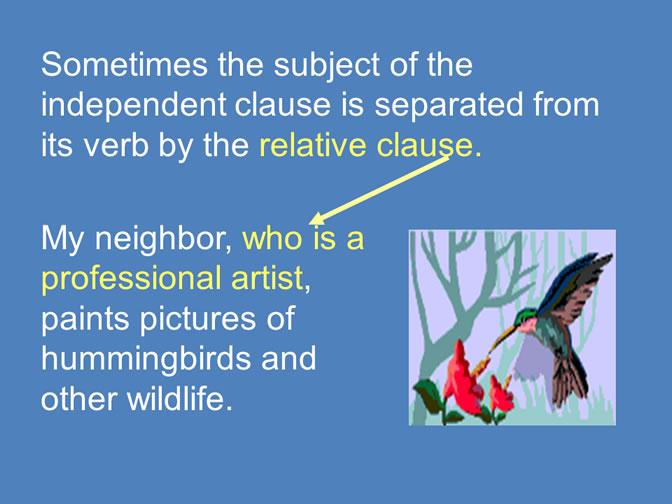 Sometimes the subject of the
independent clause is separated from
its verb by the relative clause.
My neighbor, who is a
professional artist,
paints pictures of
hummingbirds and
other wildlife.